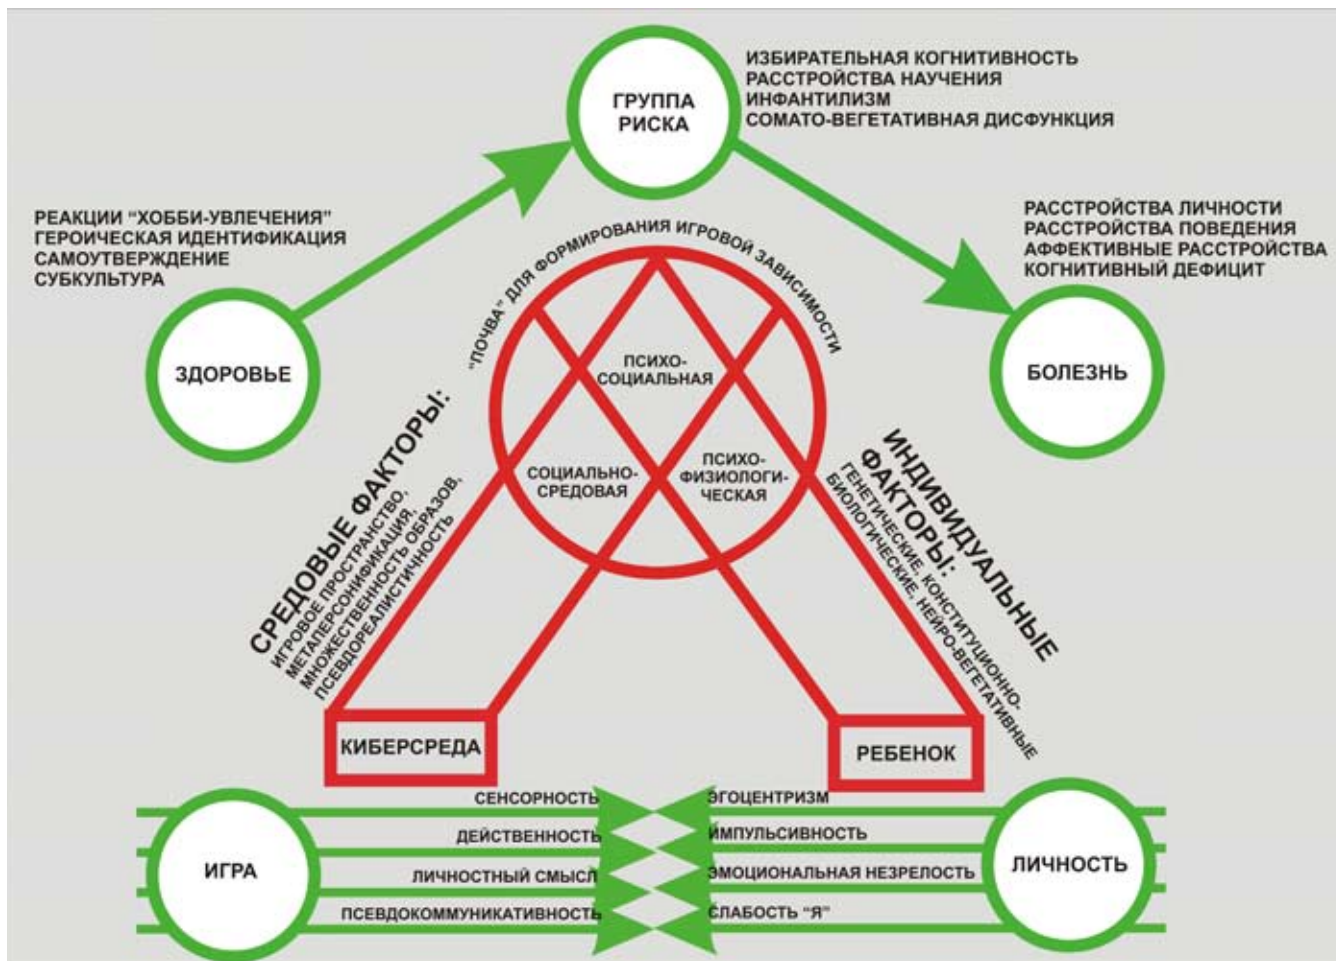 ГРУППА
РИСКА
ИЗБИРАТЕЛЬНАЯ КОГНИТИВНОСТЬ
РАССТРОЙСТВА НАУЧЕНИЯ
ИНФАНТИЛИЗМ
СОМАТО-ВЕГЕТАТИВНАЯ ДИСФУНКЦИЯ
РЕАКЦИИ “ХОББИ-УВЛЕЧЕНИЯ”
ГЕРОИЧЕСКАЯ ИДЕНТИФИКАЦИЯ
САМОУТВЕРЖДЕНИЕ
СУБКУЛЬТУРА
РАССТРОЙСТВА ЛИЧНОСТИ
РАССТРОЙСТВА ПОВЕДЕНИЯ
АФФЕКТИВНЫЕ РАССТРОЙСТВА
КОГНИТИВНЫЙ ДЕФИЦИТ
ЗДОРОВЬЕ
БОЛЕЗНЬ
“ПОЧВА” ДЛЯ ФОРМИРОВАНИЯ ИГРОВОЙ ЗАВИСИМОСТИ
ПСИХО-
СОЦИАЛЬНАЯ
СОЦИАЛЬНО-
СРЕДОВАЯ
ПСИХО-
ФИЗИОЛОГИ-
ЧЕСКАЯ
СРЕДОВЫЕ ФАКТОРЫ:
ИГРОВОЕ ПРОСТРАНСТВО,
МЕТАПЕРСОНИФИКАЦИЯ,
МНОЖЕСТВЕННОСТЬ ОБРАЗОВ,
ПСЕВДОРЕАЛИСТИЧНОСТЬ
ИНДИВИДУАЛЬНЫЕ
ФАКТОРЫ:
ГЕНЕТИЧЕСКИЕ, КОНСТИТУЦИОННО-
БИОЛОГИЧЕСКИЕ, НЕЙРО-ВЕГЕТАТИВНЫЕ
КИБЕРСРЕДА
РЕБЕНОК
ИГРА
СЕНСОРНОСТЬ
ДЕЙСТВЕННОСТЬ
ЛИЧНОСТНЫЙ СМЫСЛ
ПСЕВДОКОММУНИКАТИВНОСТЬ
ЭГОЦЕНТРИЗМ
ИМПУЛЬСИВНОСТЬ
ЭМОЦИОНАЛЬНАЯ НЕЗРЕЛОСТЬ
СЛАБОСТЬ “Я”
ЛИЧНОСТЬ